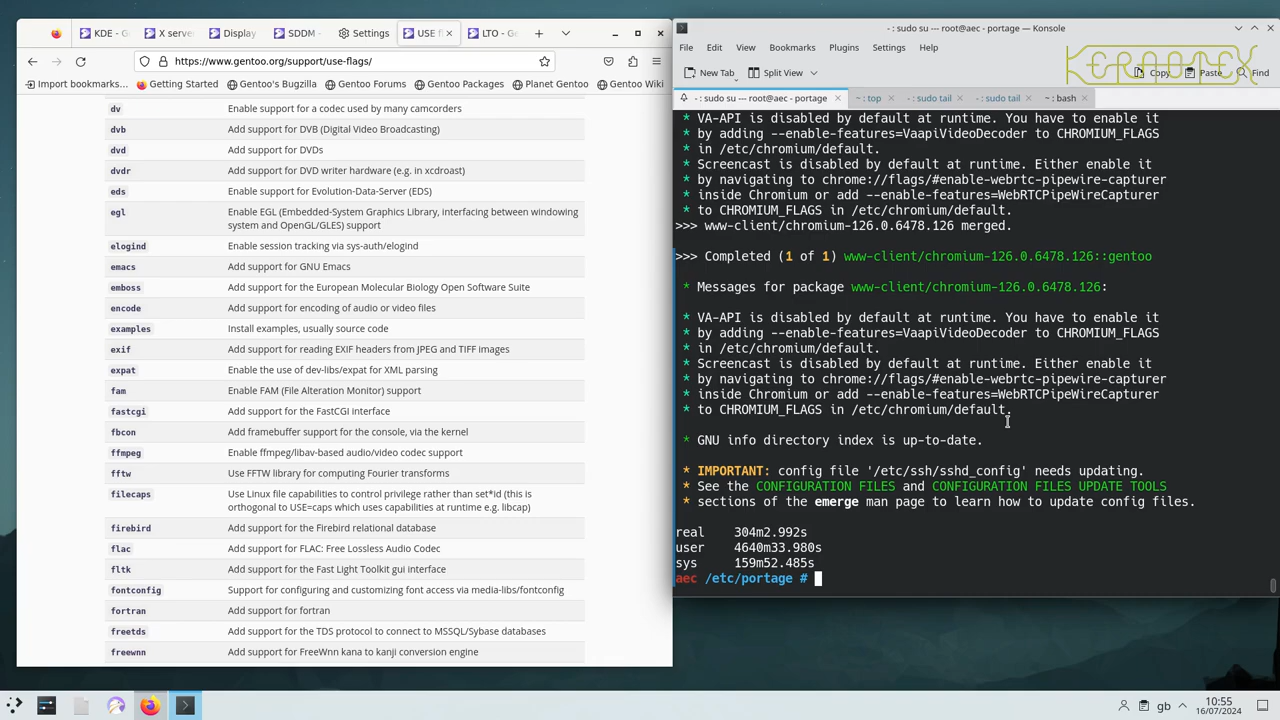 KDE - G
X serve
Display
SDDM -
Settings
USE f
LTO - G
https://www.gentoo.org/support/use-flags/
Import bookmarks...
Getting Started
Gentoo's Bugzilla
Gentoo Forums
Gentoo Packages
Planet Gentoo
Gentoo Wiki
dv Enable support for a codec used by many camcorders
dvb Add support for DVB (Digital Video Broadcasting)
dvd Add support for DVDs
dvdr Add support for DVD writer hardware (e.g. in xcdroast)
eds Enable support for Evolution-Data-Server (EDS)
egl Enable EGL (Embedded-System Graphics Library, interfacing between windowing
system and OpenGL/GLES) support
elogind Enable session tracking via sys-auth/elogind
emacs Add support for GNU Emacs
emboss Add support for the European Molecular Biology Open Software Suite
encode Add support for encoding of audio or video files
examples Install examples, usually source code
exif Add support for reading EXIF headers from JPEG and TIFF images
expat Enable the use of dev-libs/expat for XML parsing
fam Enable FAM (File Alteration Monitor) support
fastcgi Add support for the FastCGI interface
fbcon Add framebuffer support for the console, via the kernel
ffmpeg Enable ffmpeg/libav-based audio/video codec support
fftw Use FFTW library for computing Fourier transforms
filecaps Use Linux file capabilities to control privilege rather than set*id (this is
orthogonal to USE=caps which uses capabilities at runtime e.g. libcap)
firebird Add support for the Firebird relational database
flac Add support for FLAC: Free Lossless Audio Codec
fltk Add support for the Fast Light Toolkit gui interface
fontconfig Support for configuring and customizing font access via media-libs/fontconfig
fortran Add support for fortran
freetds Add support for the TDS protocol to connect to MSSQL/Sybase databases
freewnn Add support for FreeWnn kana to kanji conversion engine
- : sudo su --- root@aec - portage — Konsole
File Edit View Bookmarks Plugins Settings Help
New Tab Split View Copy Paste Find
- : sudo su --- root@aec - portage
~ : top
- : sudo tail
- : sudo tail
~ : bash
* VA-API is disabled by default at runtime. You have to enable it
* by adding --enable-features=VaapiVideoDecoder to CHROMIUM_FLAGS
* in /etc/chromium/default.
* Screencast is disabled by default at runtime. Either enable it
* by navigating to chrome://flags/#enable-webrtc-pipewire-capturer
* inside Chromium or add --enable-features=WebRTCPipeWireCapturer
* to CHROMIUM_FLAGS in /etc/chromium/default.
>>> www-client/chromium-126.0.6478.126 merged.
>>> Completed (1 of 1) www-client/chromium-126.0.6478.126::gentoo
* Messages for package www-client/chromium-126.0.6478.126:
* VA-API is disabled by default at runtime. You have to enable it
* by adding --enable-features=VaapiVideoDecoder to CHROMIUM_FLAGS
* in /etc/chromium/default.
* Screencast is disabled by default at runtime. Either enable it
* by navigating to chrome://flags/#enable-webrtc-pipewire-capturer
* inside Chromium or add --enable-features=WebRTCPipeWireCapturer
* to CHROMIUM_FLAGS in /etc/chromium/default.
* GNU info directory index is up-to-date.
* IMPORTANT: config file '/etc/ssh/sshd_config' needs updating.
* See the CONFIGURATION FILES and CONFIGURATION FILES UPDATE TOOLS
* sections of the emerge man page to learn how to update config files.
real 304m2.992s
user 4640m33.980s
sys 159m52.485s
aec /etc/portage #
gb
10:55
16/07/2024